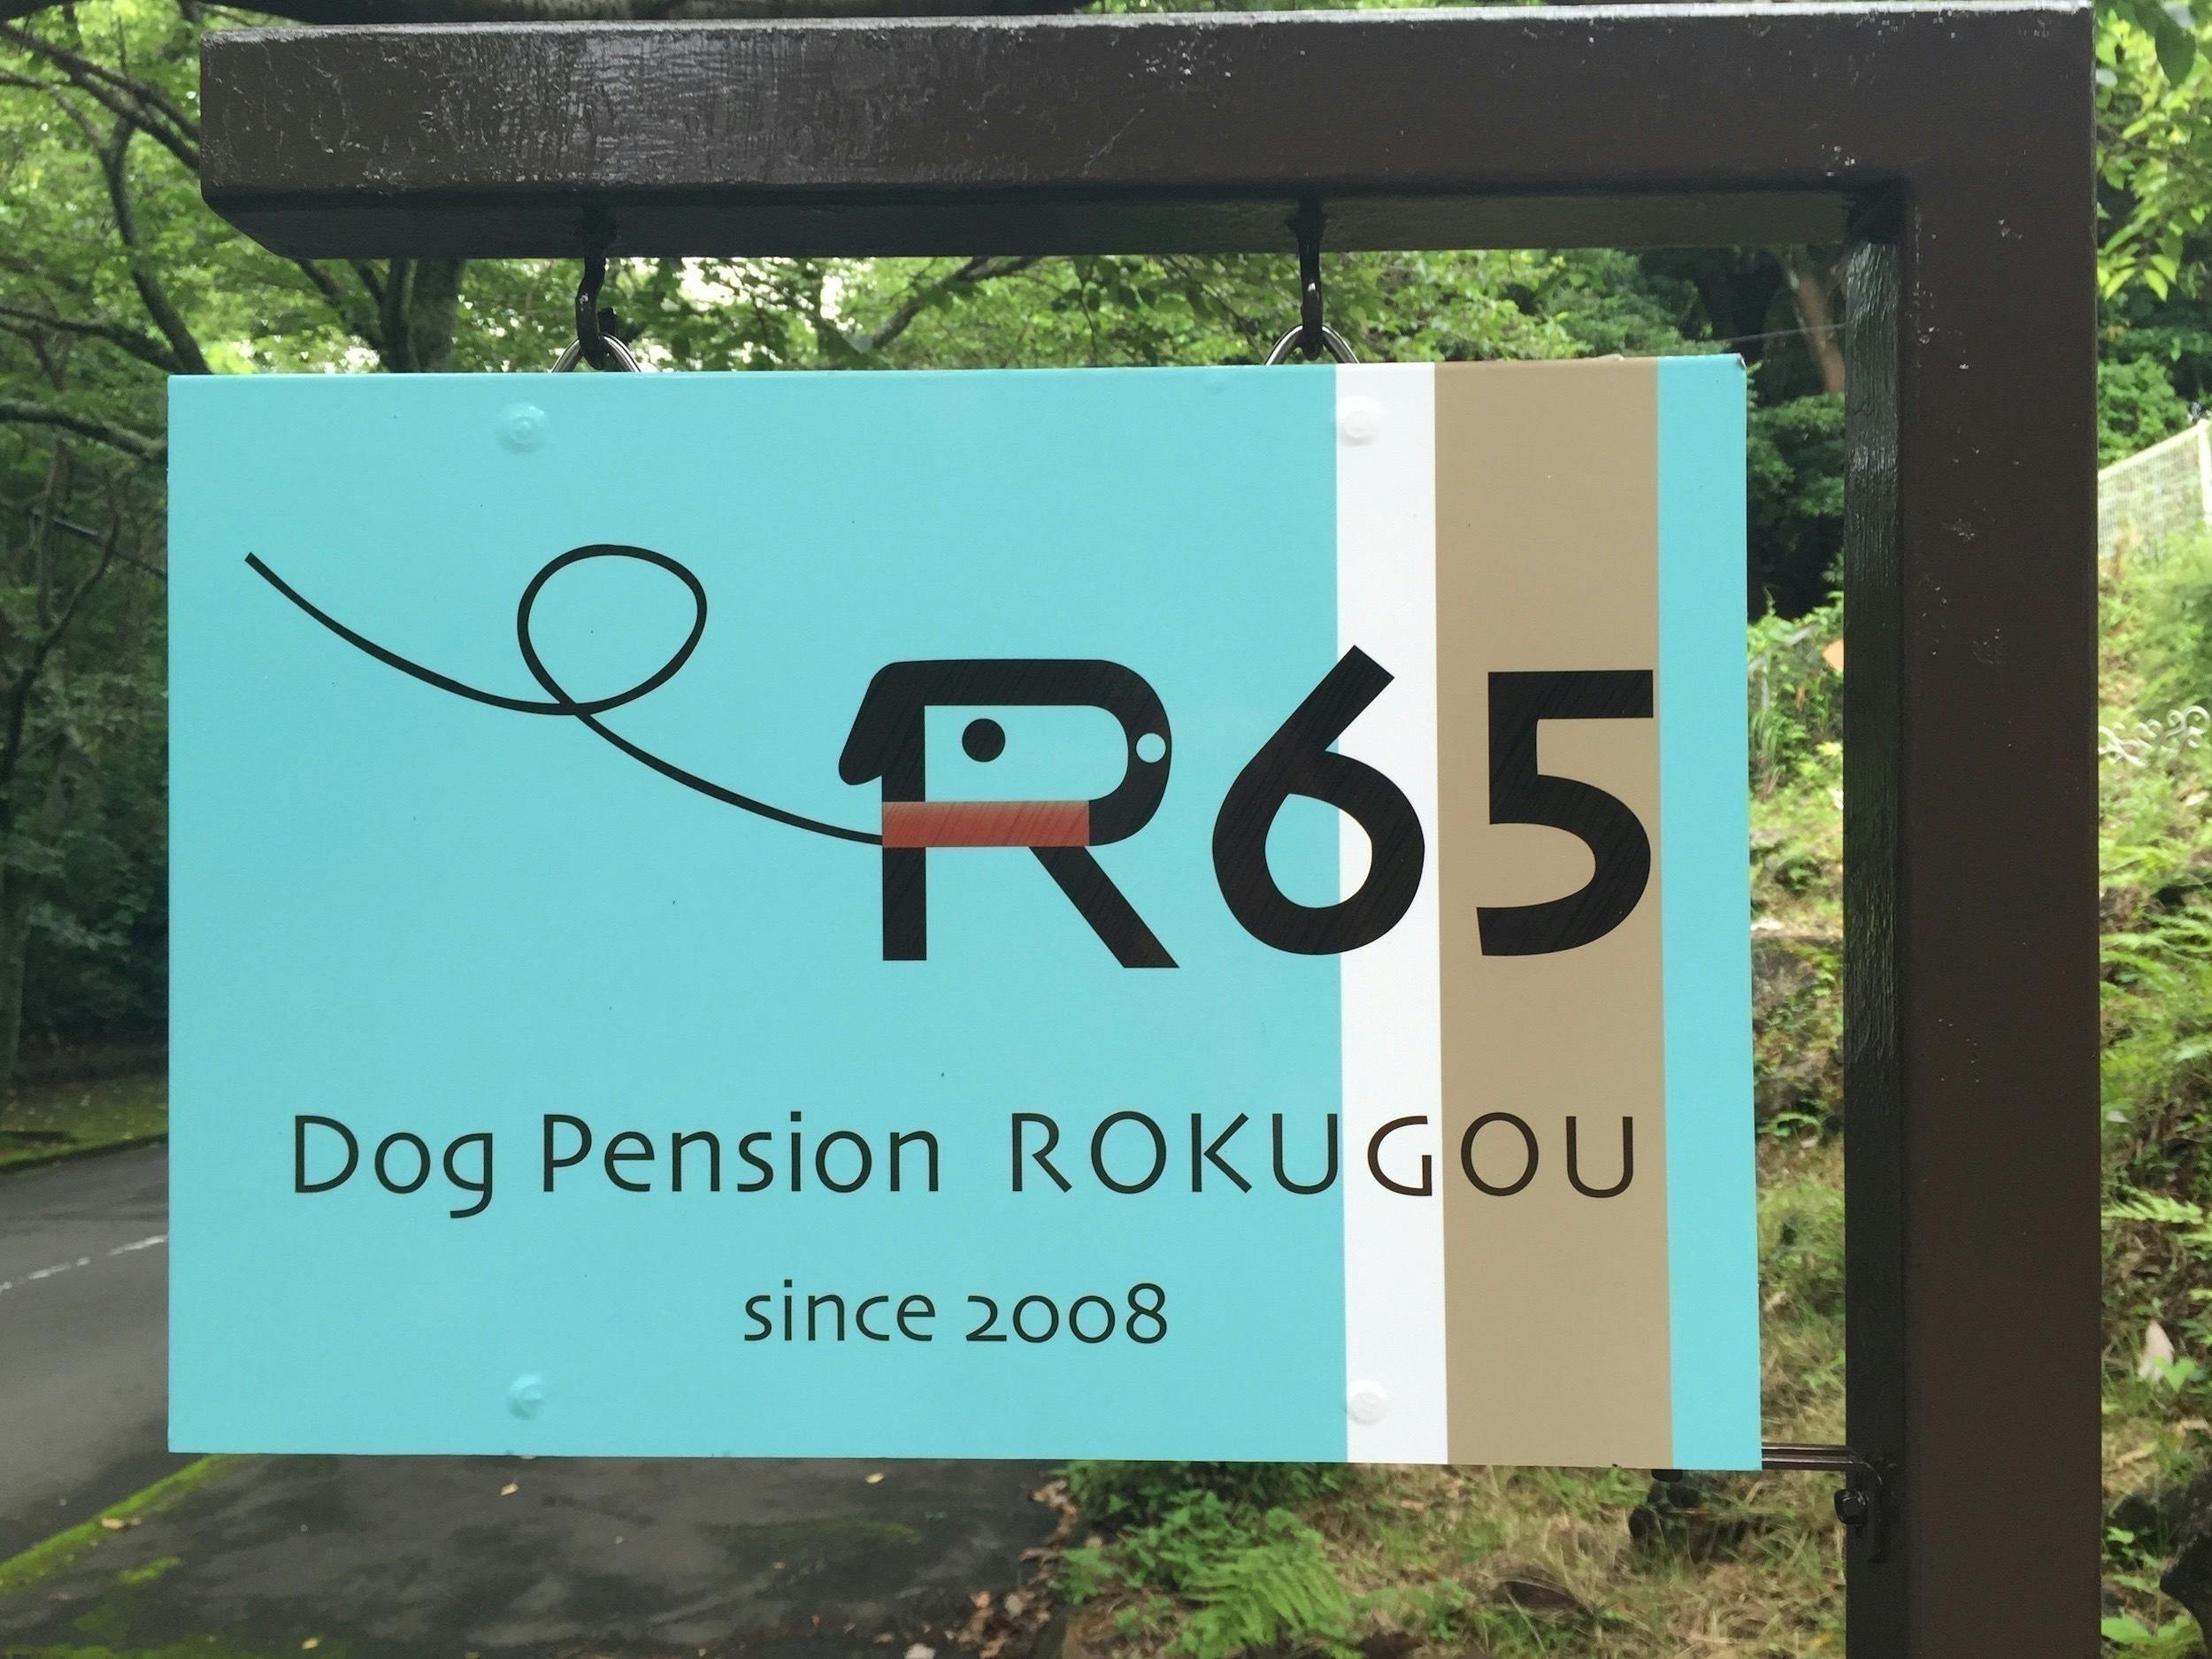 R65
Dog Pension ROKUGOU
since 2008